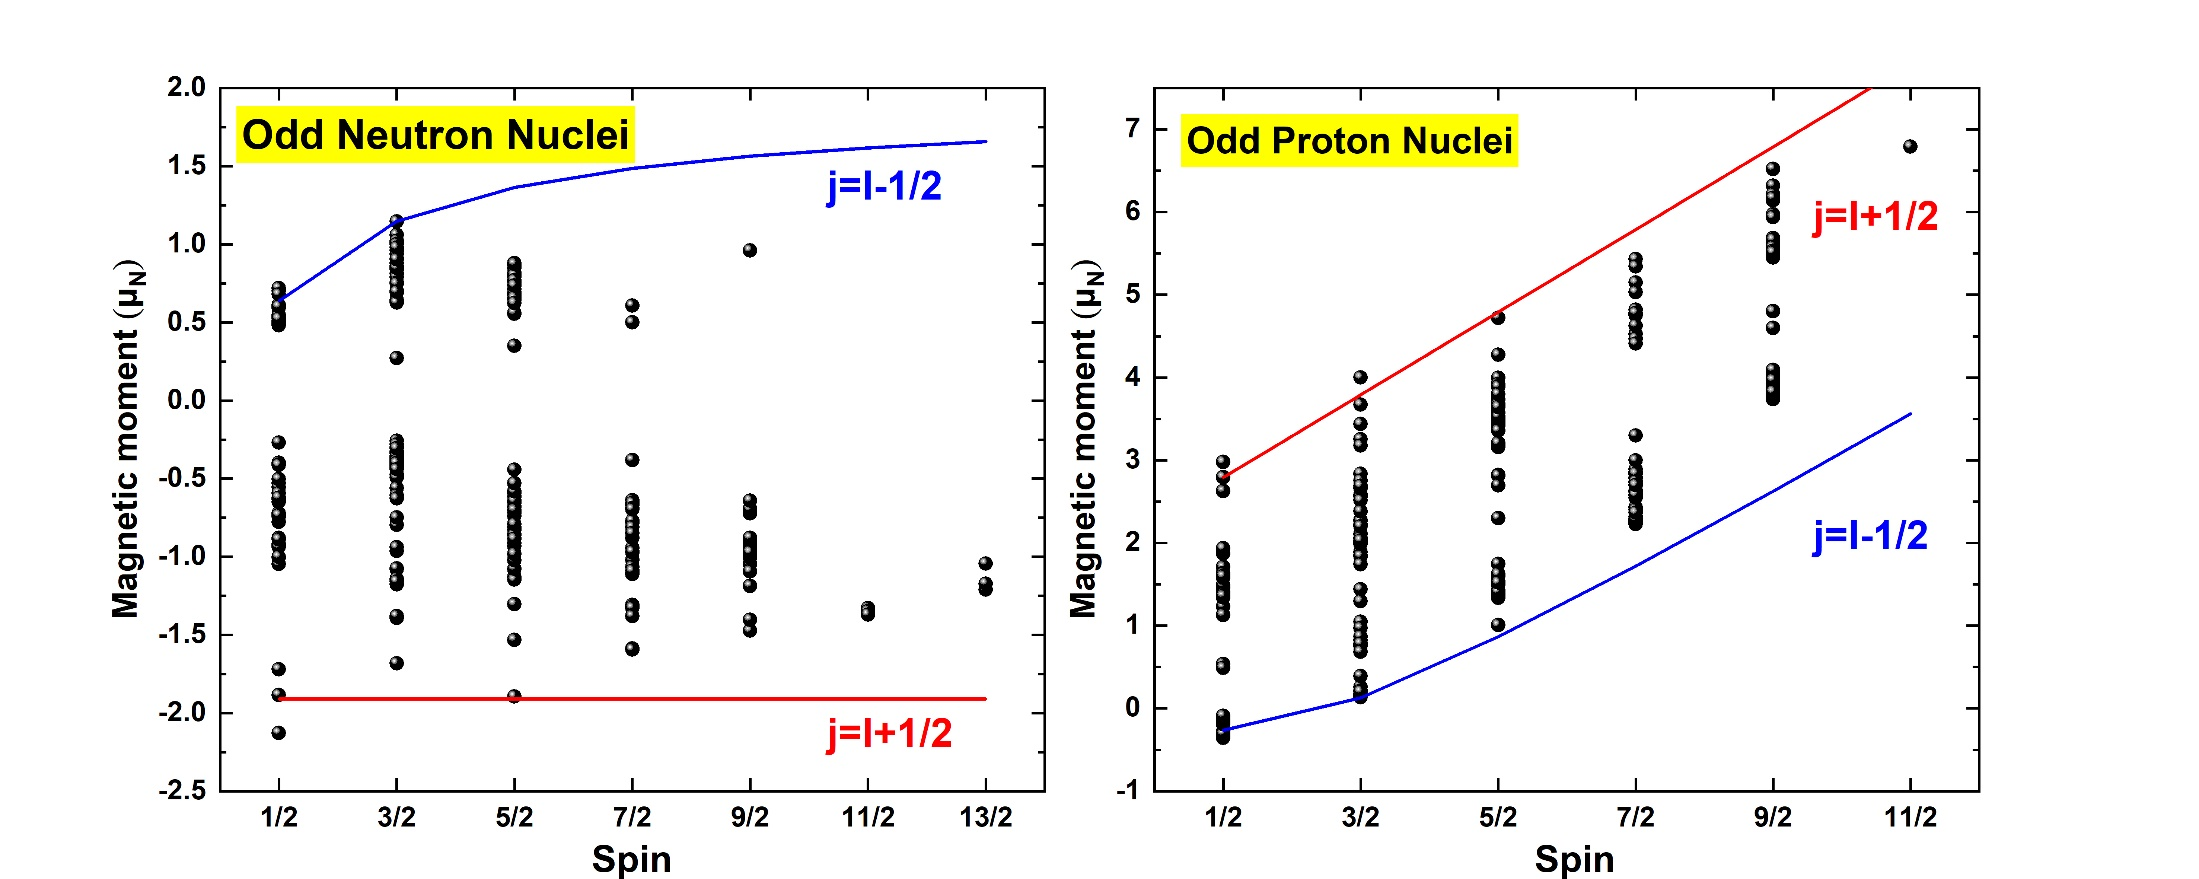 Odd Neutron Nuclei
j=l-1/2
j=l+1/2
Magnetic moment (μN)
2.0
1.5
1.0
0.5
0.0
-0.5
-1.0
-1.5
-2.0
-2.5
1/2 3/2 5/2 7/2 9/2 11/2 13/2
Spin
Odd Proton Nuclei
j=l+1/2
j=l-1/2
Magnetic moment (μN)
7
6
5
4
3
2
1
0
-1
1/2 3/2 5/2 7/2 9/2 11/2
Spin